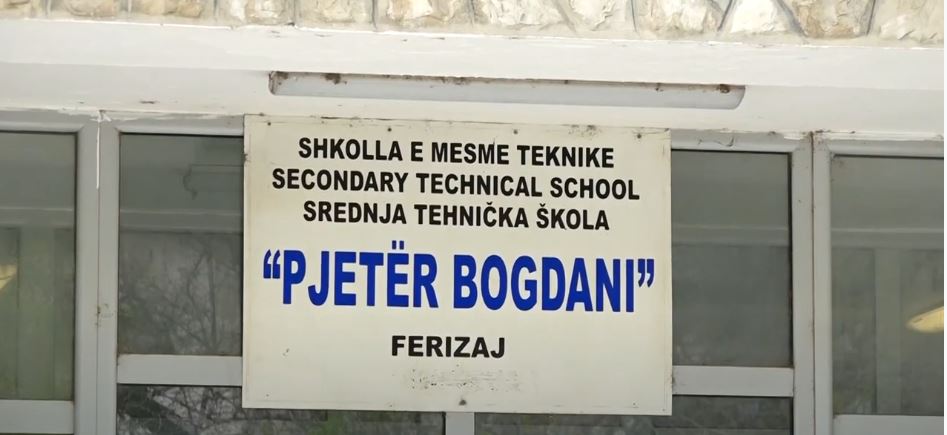 SHKOLLA E MESME TEKNIKE
SECONDARY TECHNICAL SCHOOL
SREDNJA TEHNIČKA ŠKOLA
“PJETËR BOGDANI”
FERIZAJ